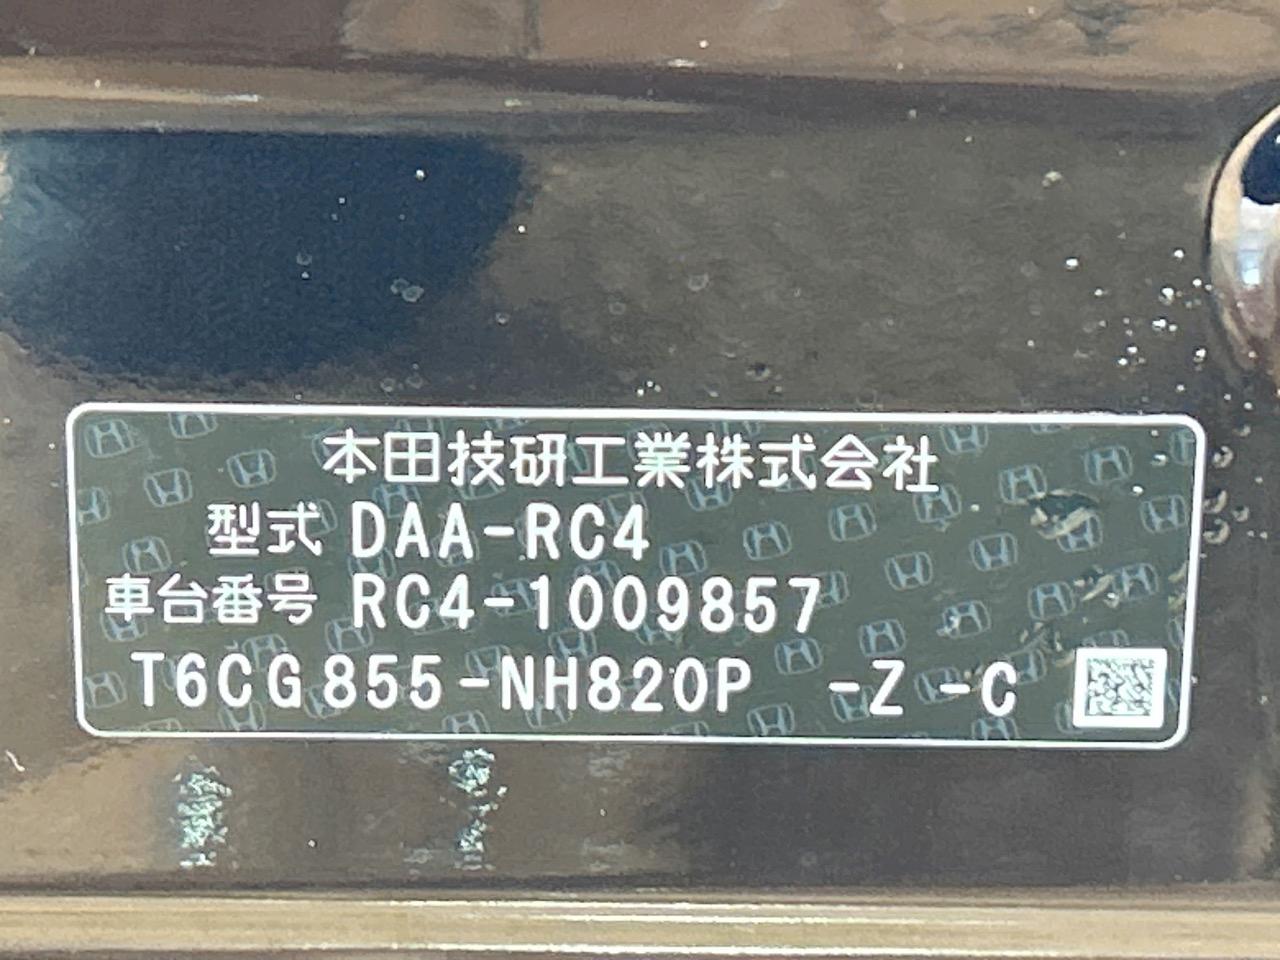 本田技研工業株式会社
型式 DAA-RC4
車台番号 RC4-1009857
T6CG855-NH820P -Z -C